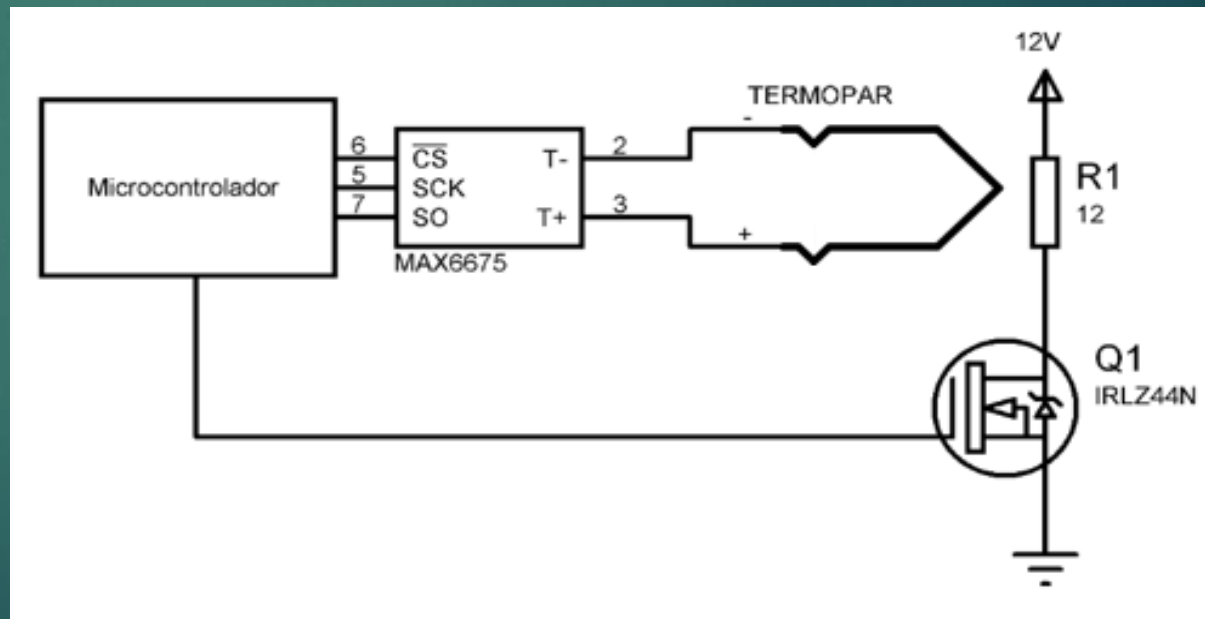 12V
TERMOPAR
-
Microcontrolador
6
5
7
CS
SCK
SO
T-
T+
2
3
MAX6675
+
R1
12
Q1
IRLZ44N